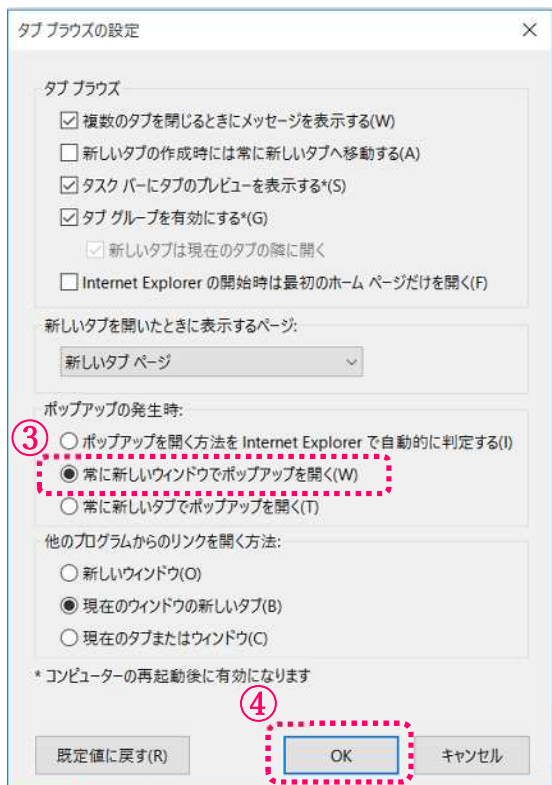 タブ ブラウズの設定
タブ ブラウズ
複数のタブを閉じるときにメッセージを表示する(W)
新しいタブの作成時には常に新しいタブへ移動する(A)
タスク バーにタブのプレビューを表示する*(S)
タブ グループを有効にする*(G)
新しいタブは現在のタブの隣に開く
Internet Explorer の開始時は最初のホーム ページだけを開く(F)
新しいタブを開いたときに表示するページ:
新しいタブ ページ
ポップアップの発生時:
③
ポップアップを開く方法を Internet Explorer で自動的に判定する(I)
常に新しいウィンドウでポップアップを開く(W)
常に新しいタブでポップアップを開く(T)
他のプログラムからのリンクを開く方法:
新しいウィンドウ(O)
現在のウィンドウの新しいタブ(B)
現在のタブまたはウィンドウ(C)
* コンピューターの再起動後に有効になります
④
既定値に戻す(R) OK キャンセル